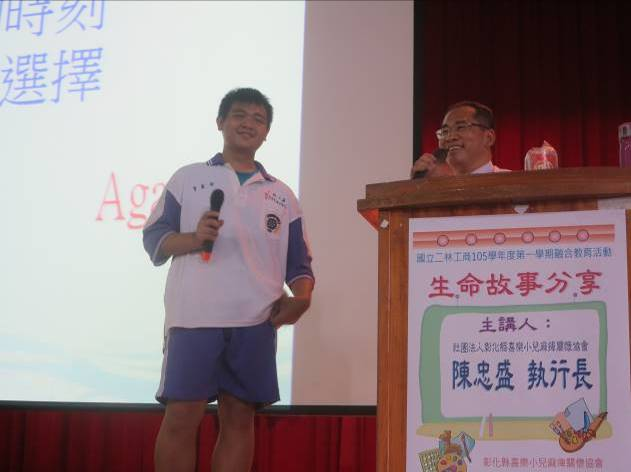 時刻
選擇
Aga
國立二林工商105學年度第一學期融合教育活動
生命故事分享
主講人：
社團法人彰化縣喜樂小兒麻痺關懷協會
陳忠盛 執行長
彰化縣喜樂小兒麻痺關懷協會